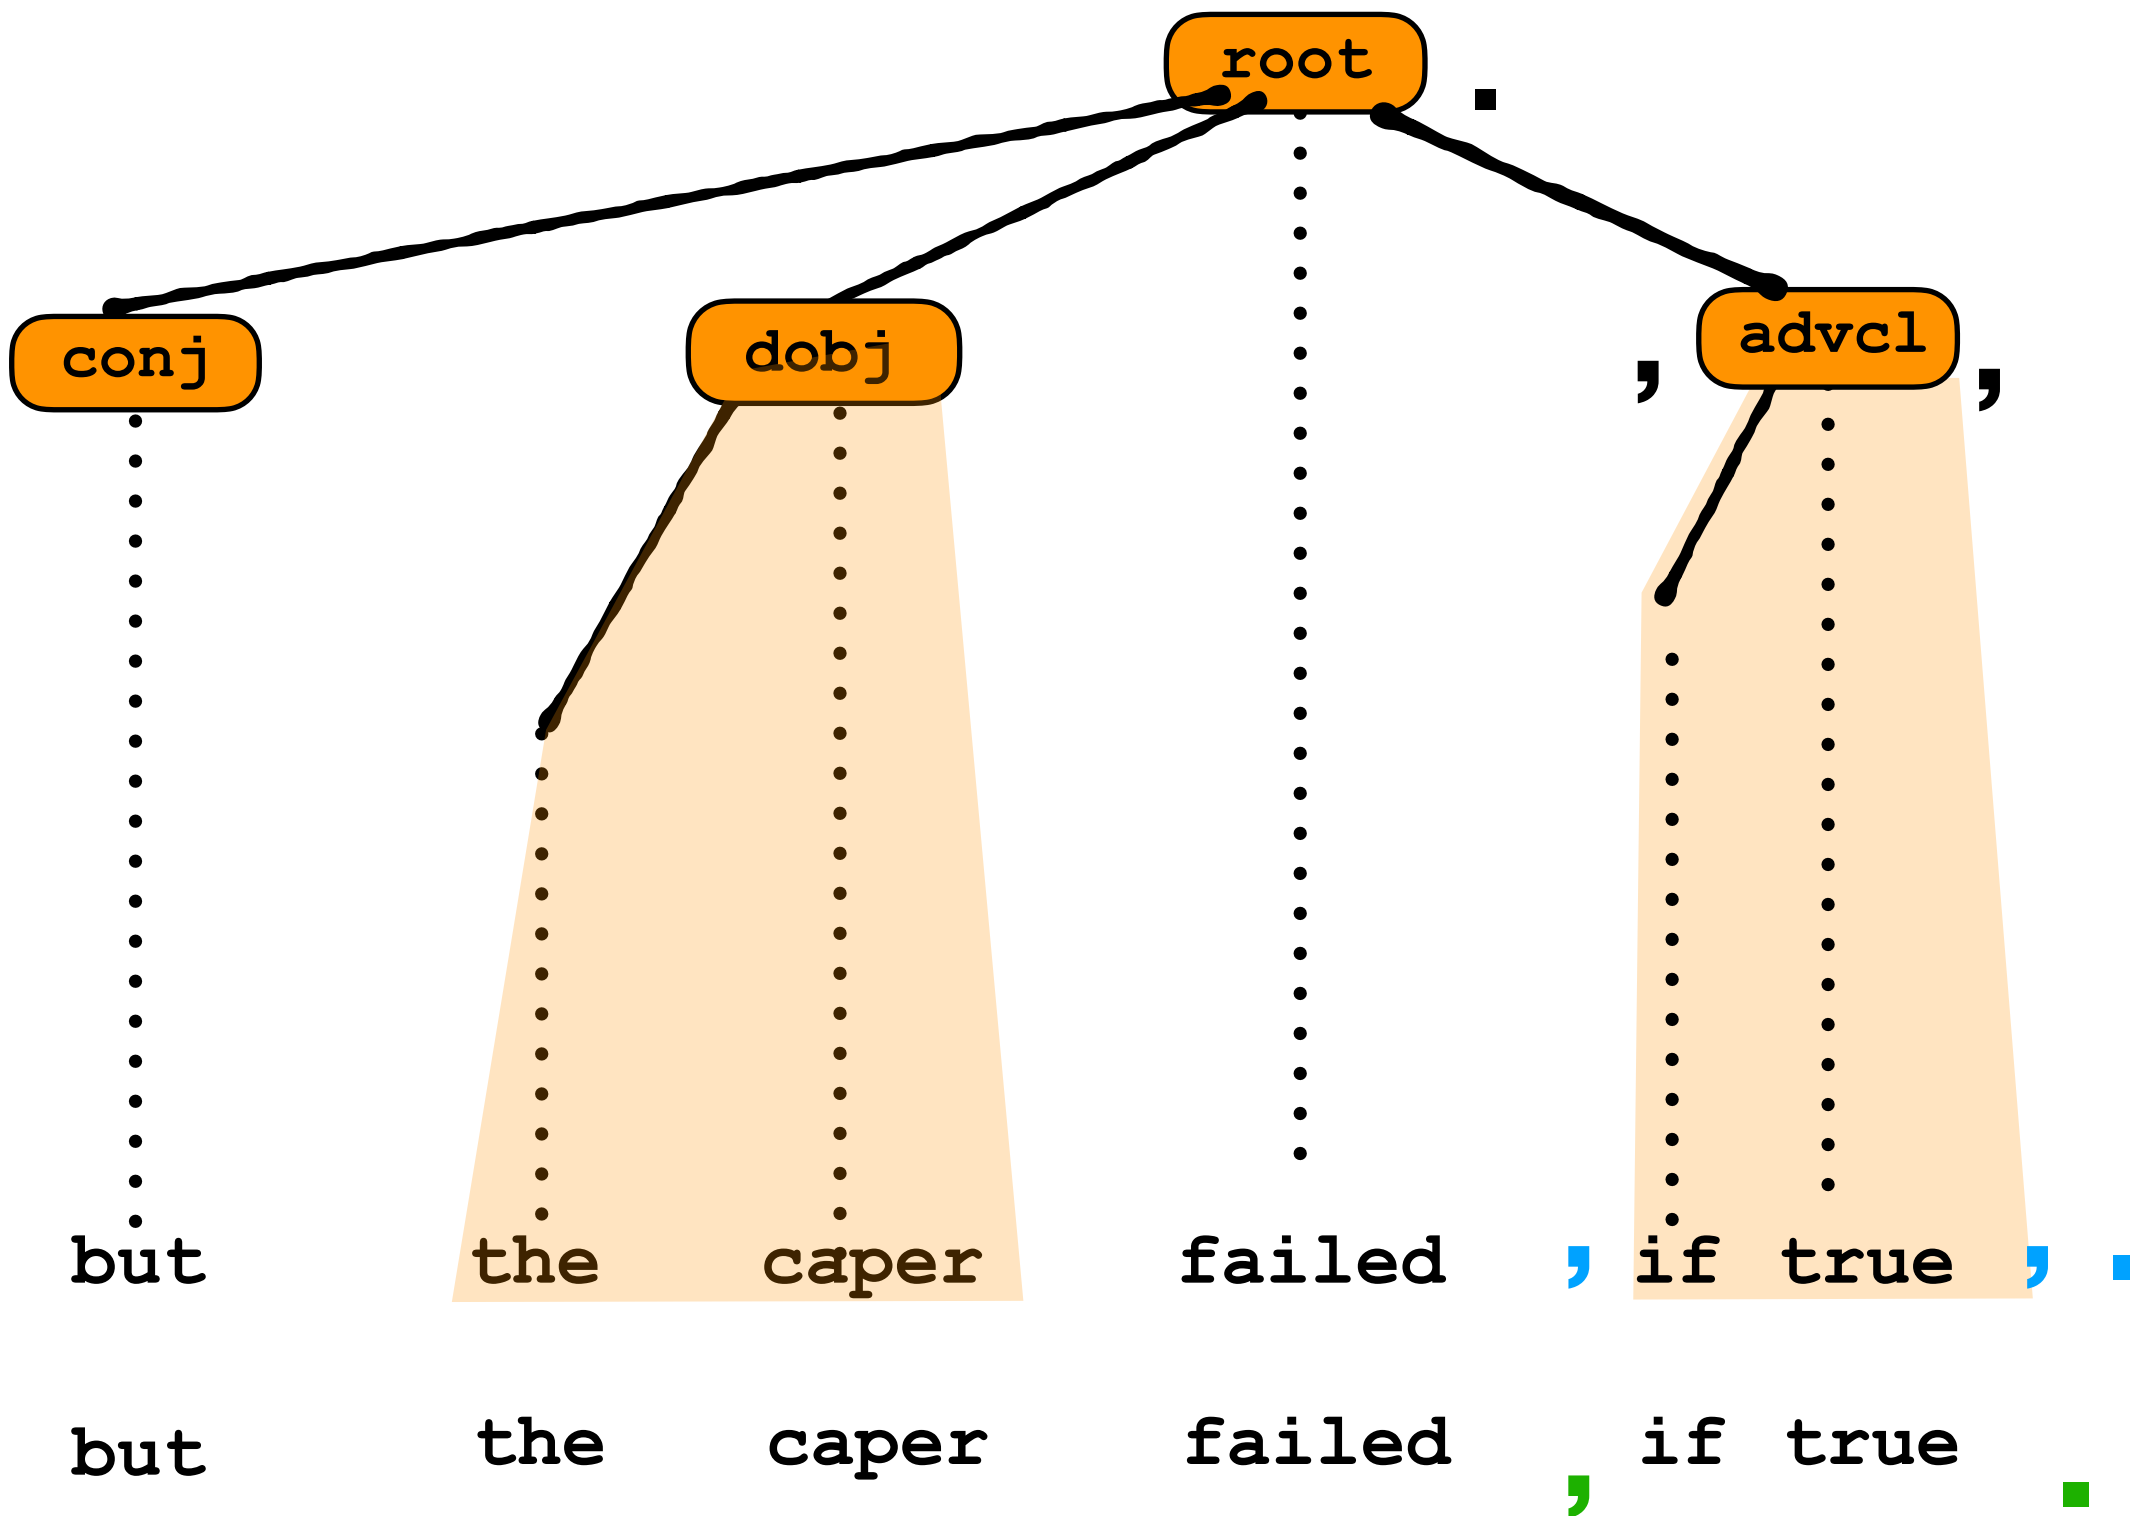 root .
conj dobj , advcl ,
but the caper failed , if true , .
but the caper failed , if true .